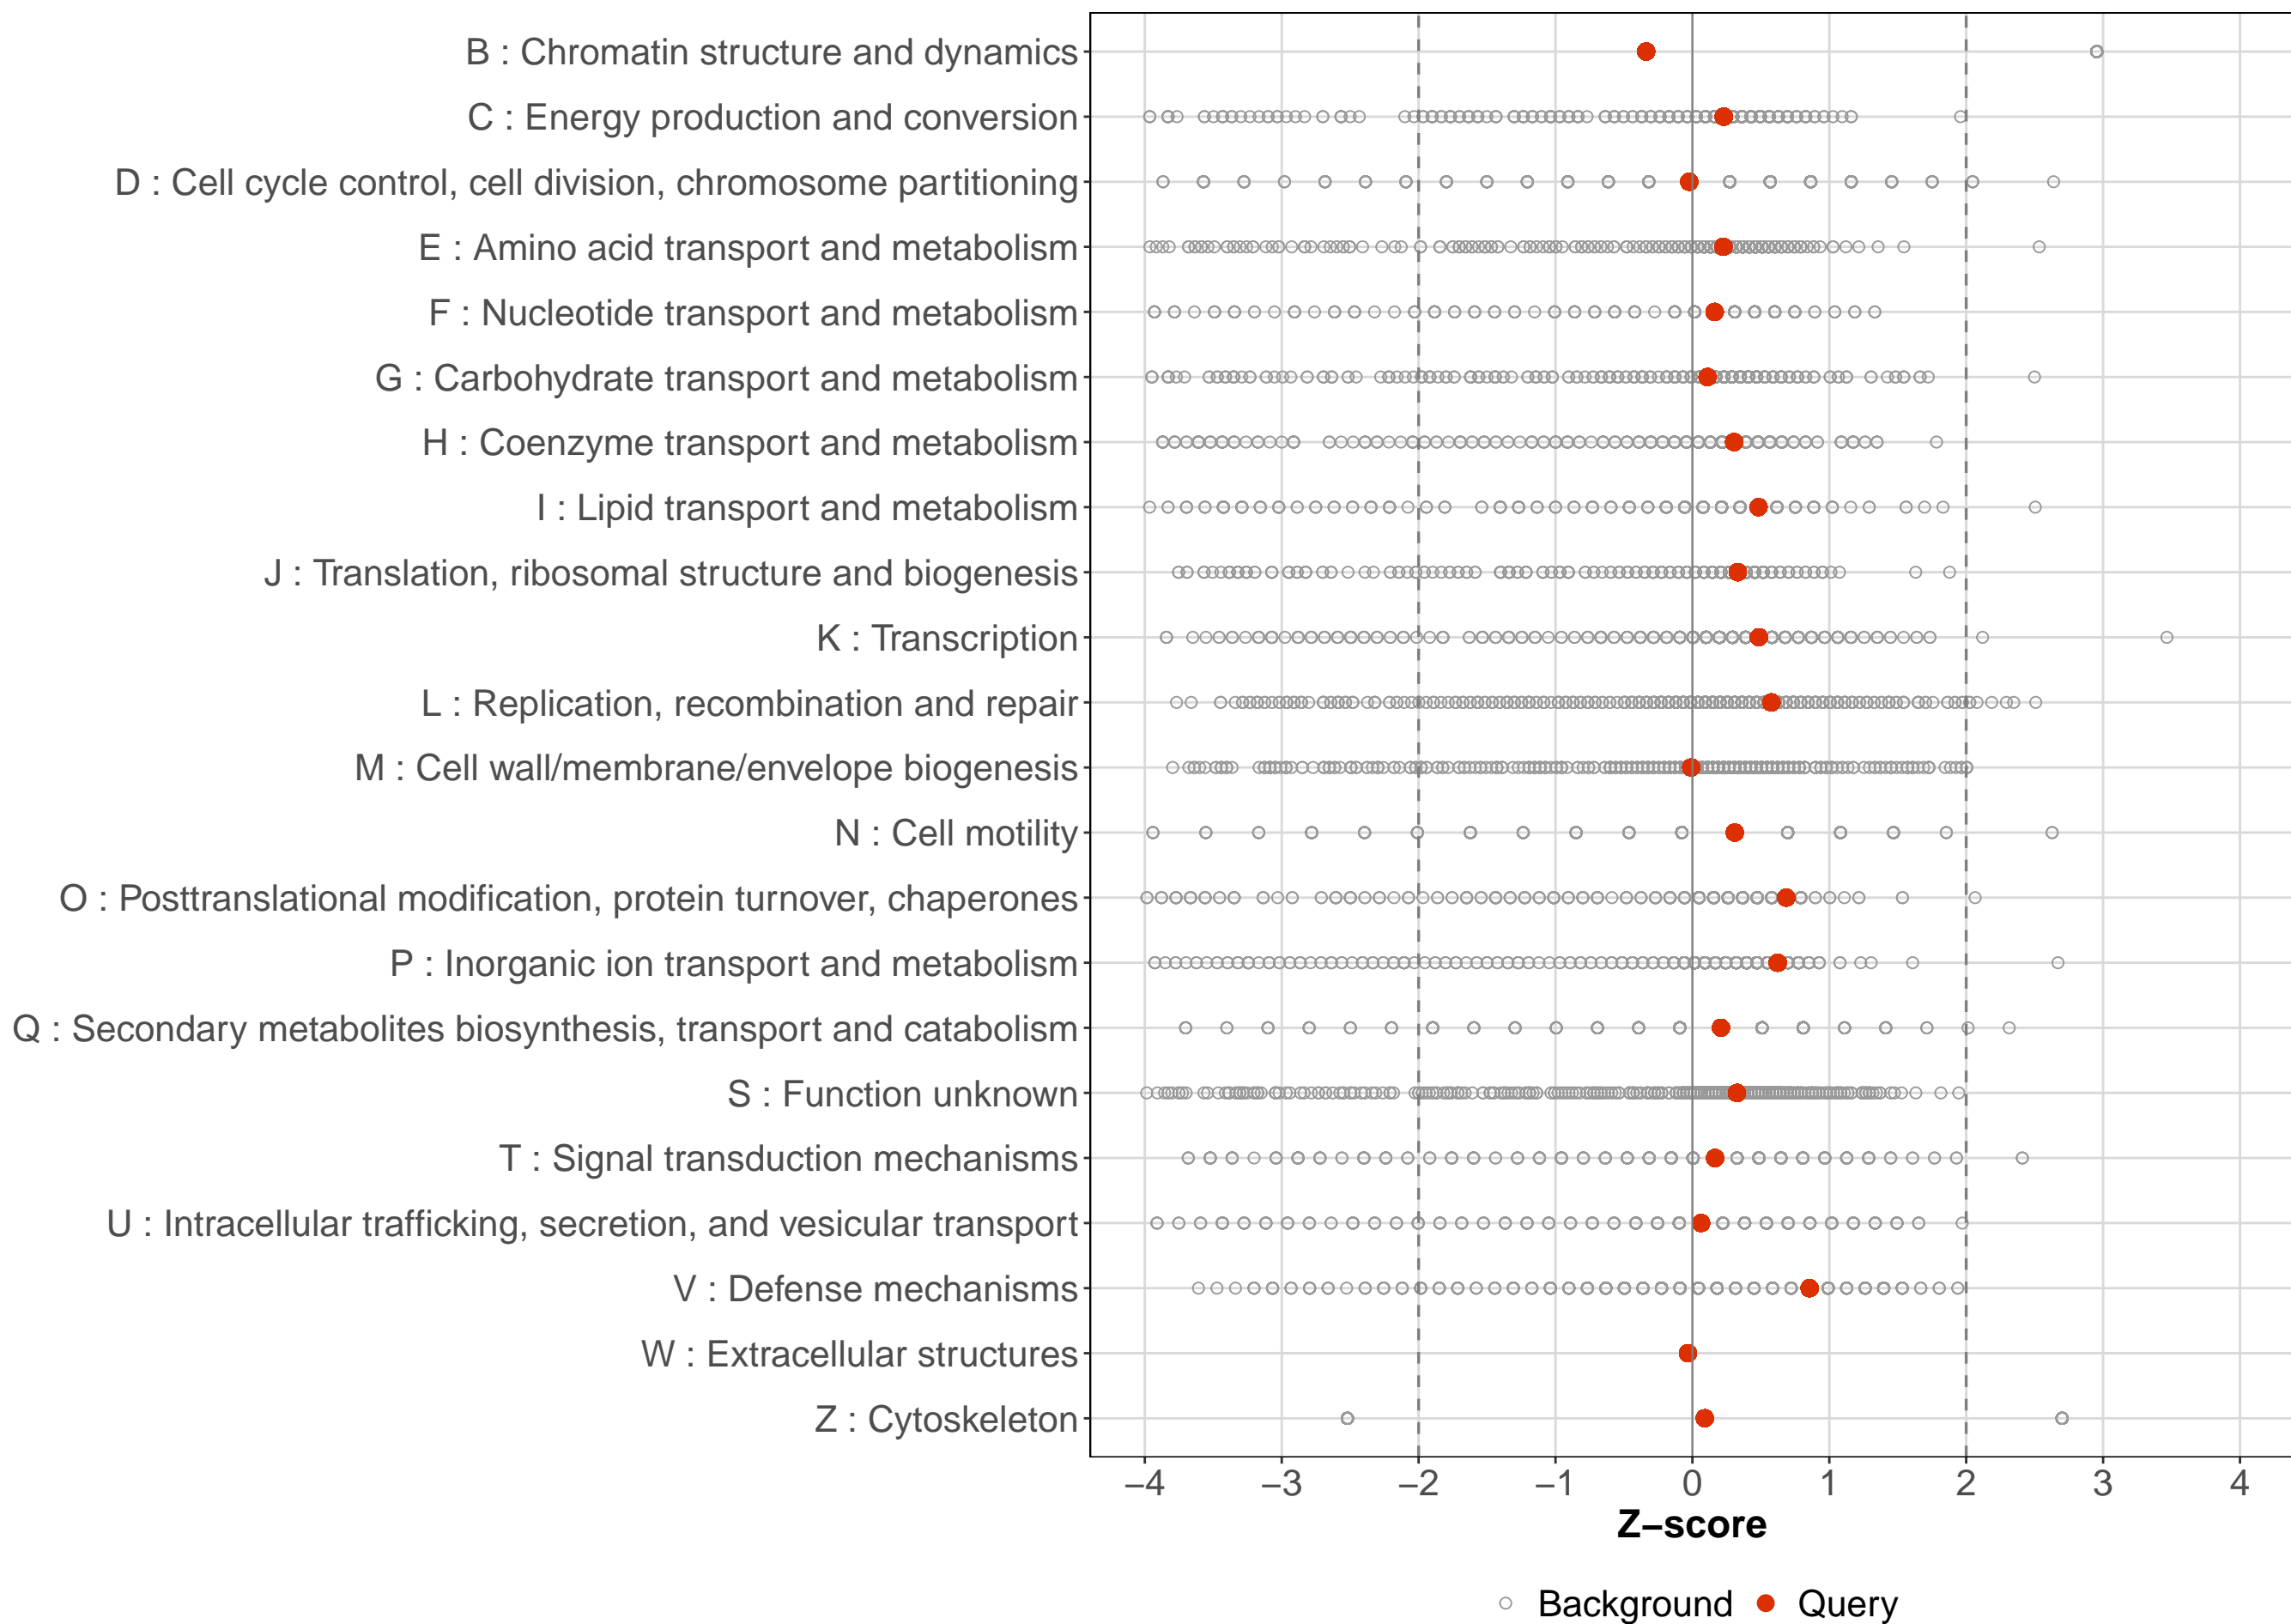 B : Chromatin structure and dynamics
C : Energy production and conversion
D : Cell cycle control, cell division, chromosome partitioning
E : Amino acid transport and metabolism
F : Nucleotide transport and metabolism
G : Carbohydrate transport and metabolism
H : Coenzyme transport and metabolism
I : Lipid transport and metabolism
J : Translation, ribosomal structure and biogenesis
K : Transcription
L : Replication, recombination and repair
M : Cell wall/membrane/envelope biogenesis
N : Cell motility
O : Posttranslational modification, protein turnover, chaperones
P : Inorganic ion transport and metabolism
Q : Secondary metabolites biosynthesis, transport and catabolism
S : Function unknown
T : Signal transduction mechanisms
U : Intracellular trafficking, secretion, and vesicular transport
V : Defense mechanisms
W : Extracellular structures
Z : Cytoskeleton
−4 −3 −2 −1 0 1 2 3 4
Z−score
Background Query